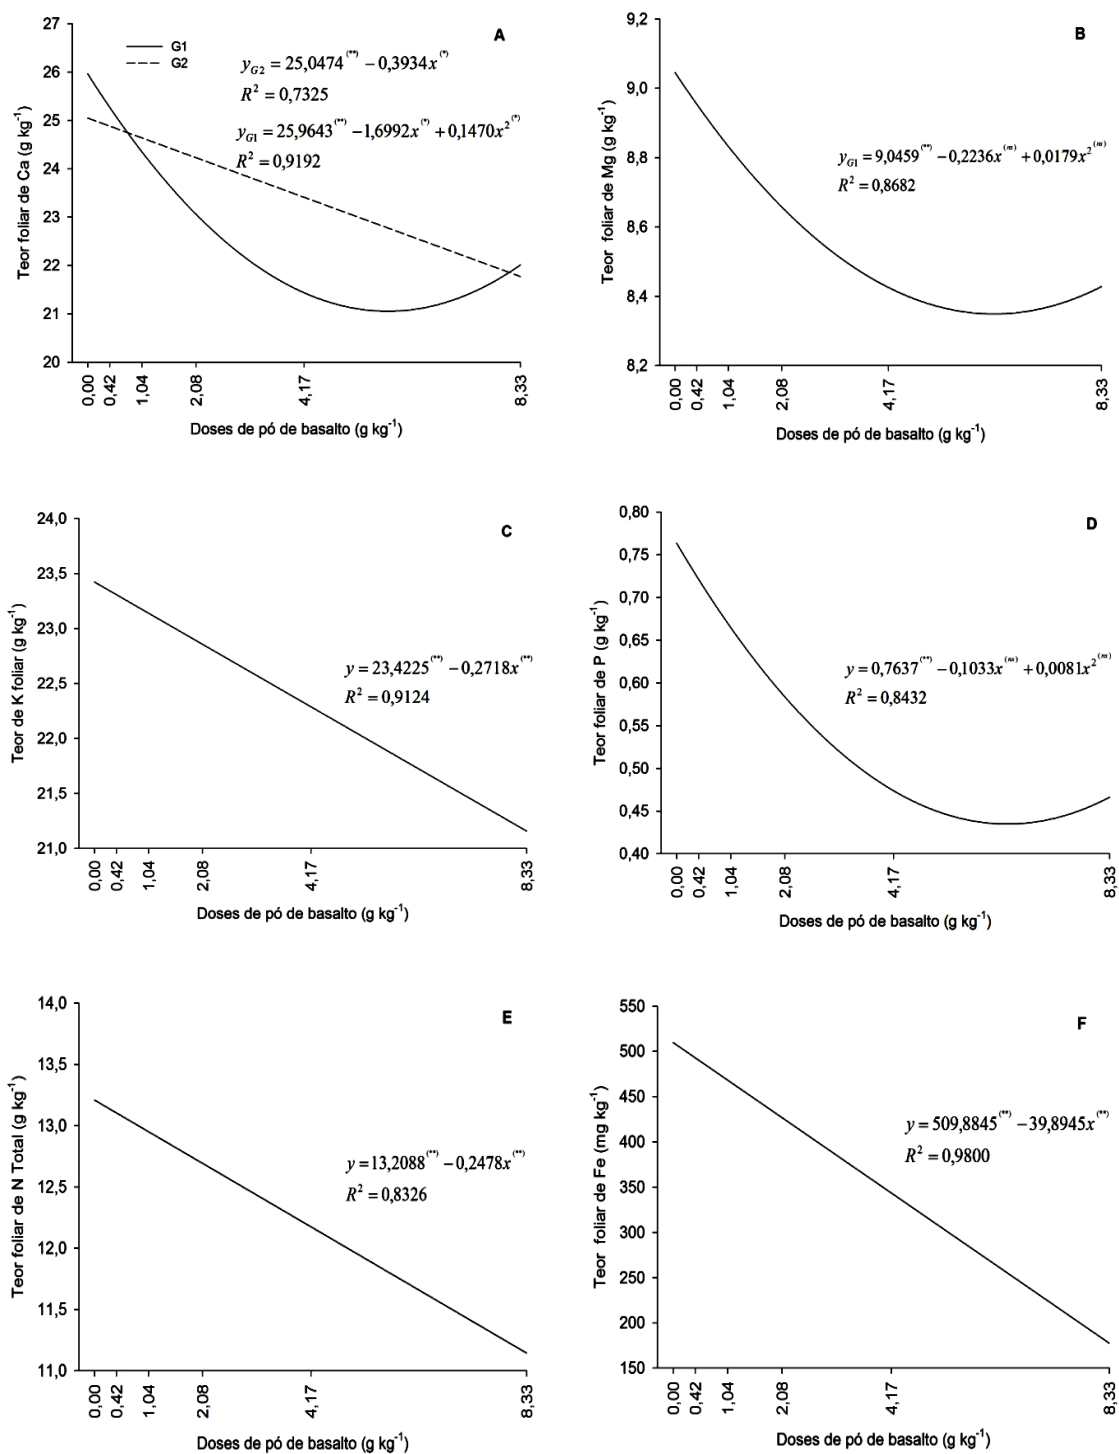 A
G1
G2
y_{G2} = 25,0474^{(**)} − 0,3934x^{(*)}
R² = 0,7325
y_{G1} = 25,9643^{(**)} − 1,6992x^{(*)} + 0,1470x²^{(*)}
R² = 0,9192
Teor foliar de Ca (g kg⁻¹)
27
26
25
24
23
22
21
20
0,00 0,42 1,04 2,08 4,17 8,33
Doses de pó de basalto (g kg⁻¹)
B
y_{G1} = 9,0459^{(**)} − 0,2236x^{(ns)} + 0,0179x²^{(ns)}
R² = 0,8682
Teor foliar de Mg (g kg⁻¹)
9,2
9,0
8,8
8,6
8,4
8,2
0,00 0,42 1,04 2,08 4,17 8,33
Doses de pó de basalto (g kg⁻¹)
C
y = 23,4225^{(**)} − 0,2718x^{(**)}
R² = 0,9124
Teor de K foliar (g kg⁻¹)
24,0
23,5
23,0
22,5
22,0
21,5
21,0
0,00 0,42 1,04 2,08 4,17 8,33
Doses de pó de basalto (g kg⁻¹)
D
y = 0,7637^{(**)} − 0,1033x^{(ns)} + 0,0081x²^{(ns)}
R² = 0,8432
Teor foliar de P (g kg⁻¹)
0,80
0,75
0,70
0,65
0,60
0,55
0,50
0,45
0,40
0,00 0,42 1,04 2,08 4,17 8,33
Doses de pó de basalto (g kg⁻¹)
E
y = 13,2088^{(**)} − 0,2478x^{(**)}
R² = 0,8326
Teor foliar de N Total (g kg⁻¹)
14,0
13,5
13,0
12,5
12,0
11,5
11,0
0,00 0,42 1,04 2,08 4,17 8,33
Doses de pó de basalto (g kg⁻¹)
F
y = 509,8845^{(**)} − 39,8945x^{(**)}
R² = 0,9800
Teor foliar de Fe (mg kg⁻¹)
550
500
450
400
350
300
250
200
150
0,00 0,42 1,04 2,08 4,17 8,33
Doses de pó de basalto (g kg⁻¹)